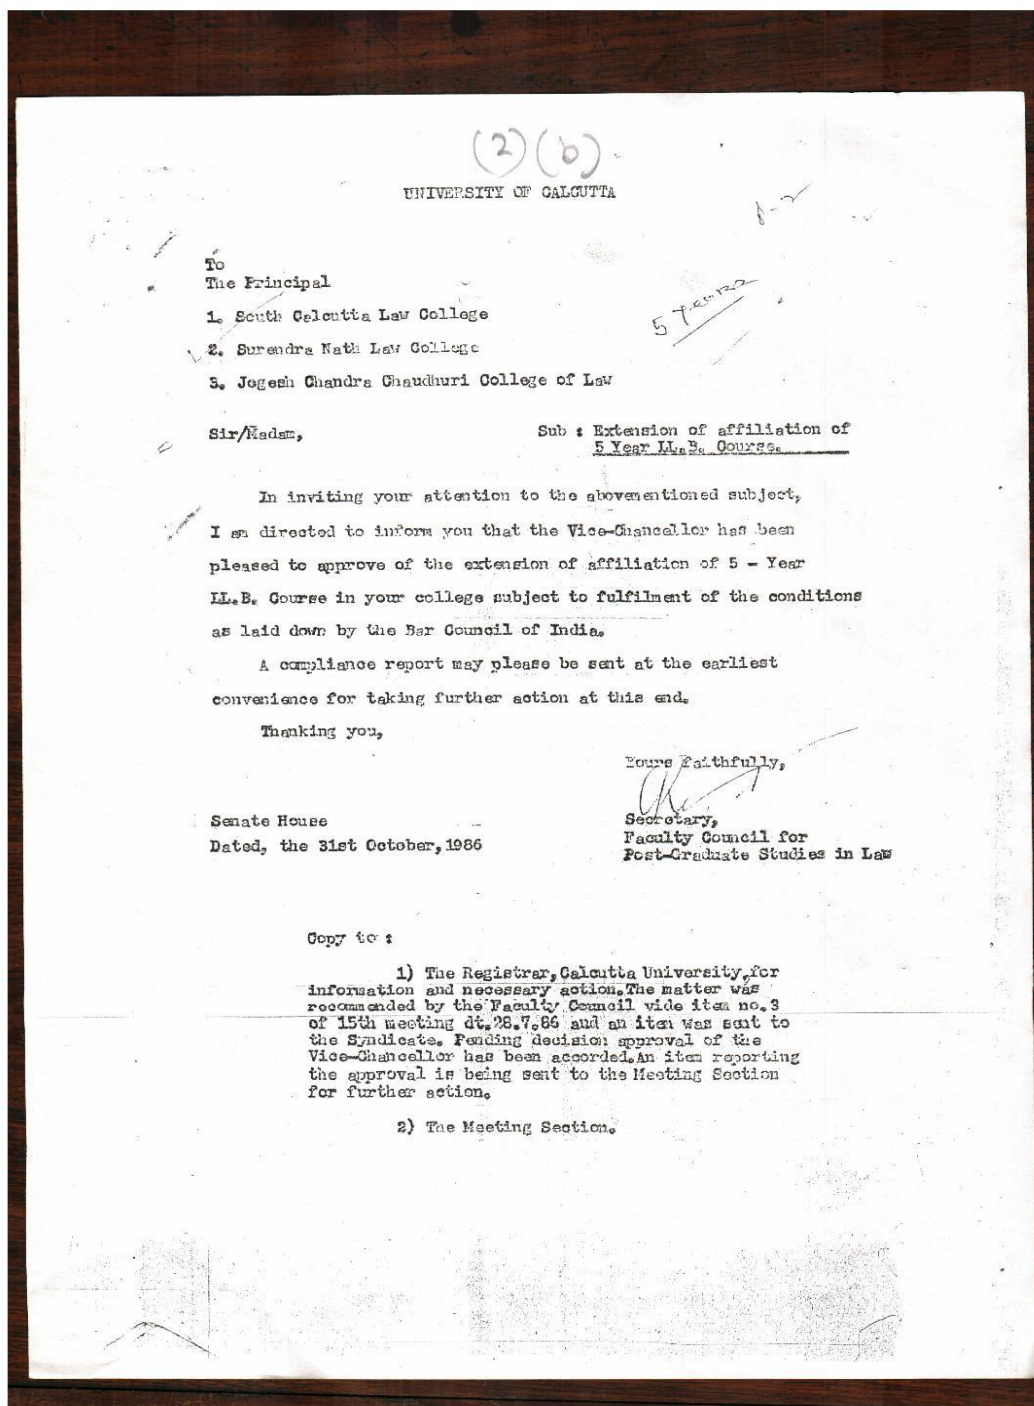 (2) (b)
UNIVERSITY OF CALCUTTA
To
The Principal
5 Years
1. South Calcutta Law College
2. Surendra Nath Law College
3. Jogesh Chandra Chaudhuri College of Law
Sir/Madam,
Sub : Extension of affiliation of
5 Year LL.B. Course.
In inviting your attention to the abovementioned subject,
I am directed to inform you that the Vice-Chancellor has been
pleased to approve of the extension of affiliation of 5 - Year
LL.B. Course in your college subject to fulfilment of the conditions
as laid down by the Bar Council of India.
A compliance report may please be sent at the earliest
convenience for taking further action at this end.
Thanking you,
Yours faithfully,
Senate House
Dated, the 31st October, 1986
Secretary,
Faculty Council for
Post-Graduate Studies in Law
Copy to :
1) The Registrar, Calcutta University, for
information and necessary action. The matter was
recommended by the Faculty Council vide item no. 3
of 15th meeting dt. 28.7.86 and an item was sent to
the Syndicate. Pending decision approval of the
Vice-Chancellor has been accorded. An item reporting
the approval is being sent to the Meeting Section
for further action.
2) The Meeting Section.